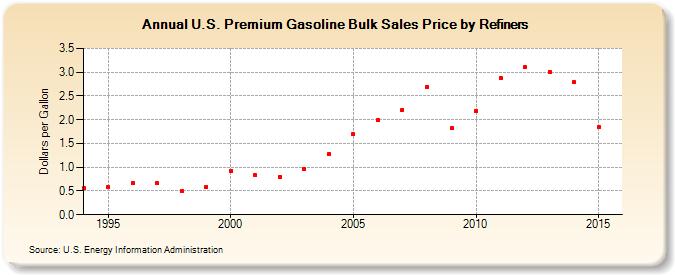 Annual U.S. Premium Gasoline Bulk Sales Price by Refiners
Dollars per Gallon
3.5
3.0
2.5
2.0
1.5
1.0
0.5
0.0
1995 2000 2005 2010 2015
Source: U.S. Energy Information Administration